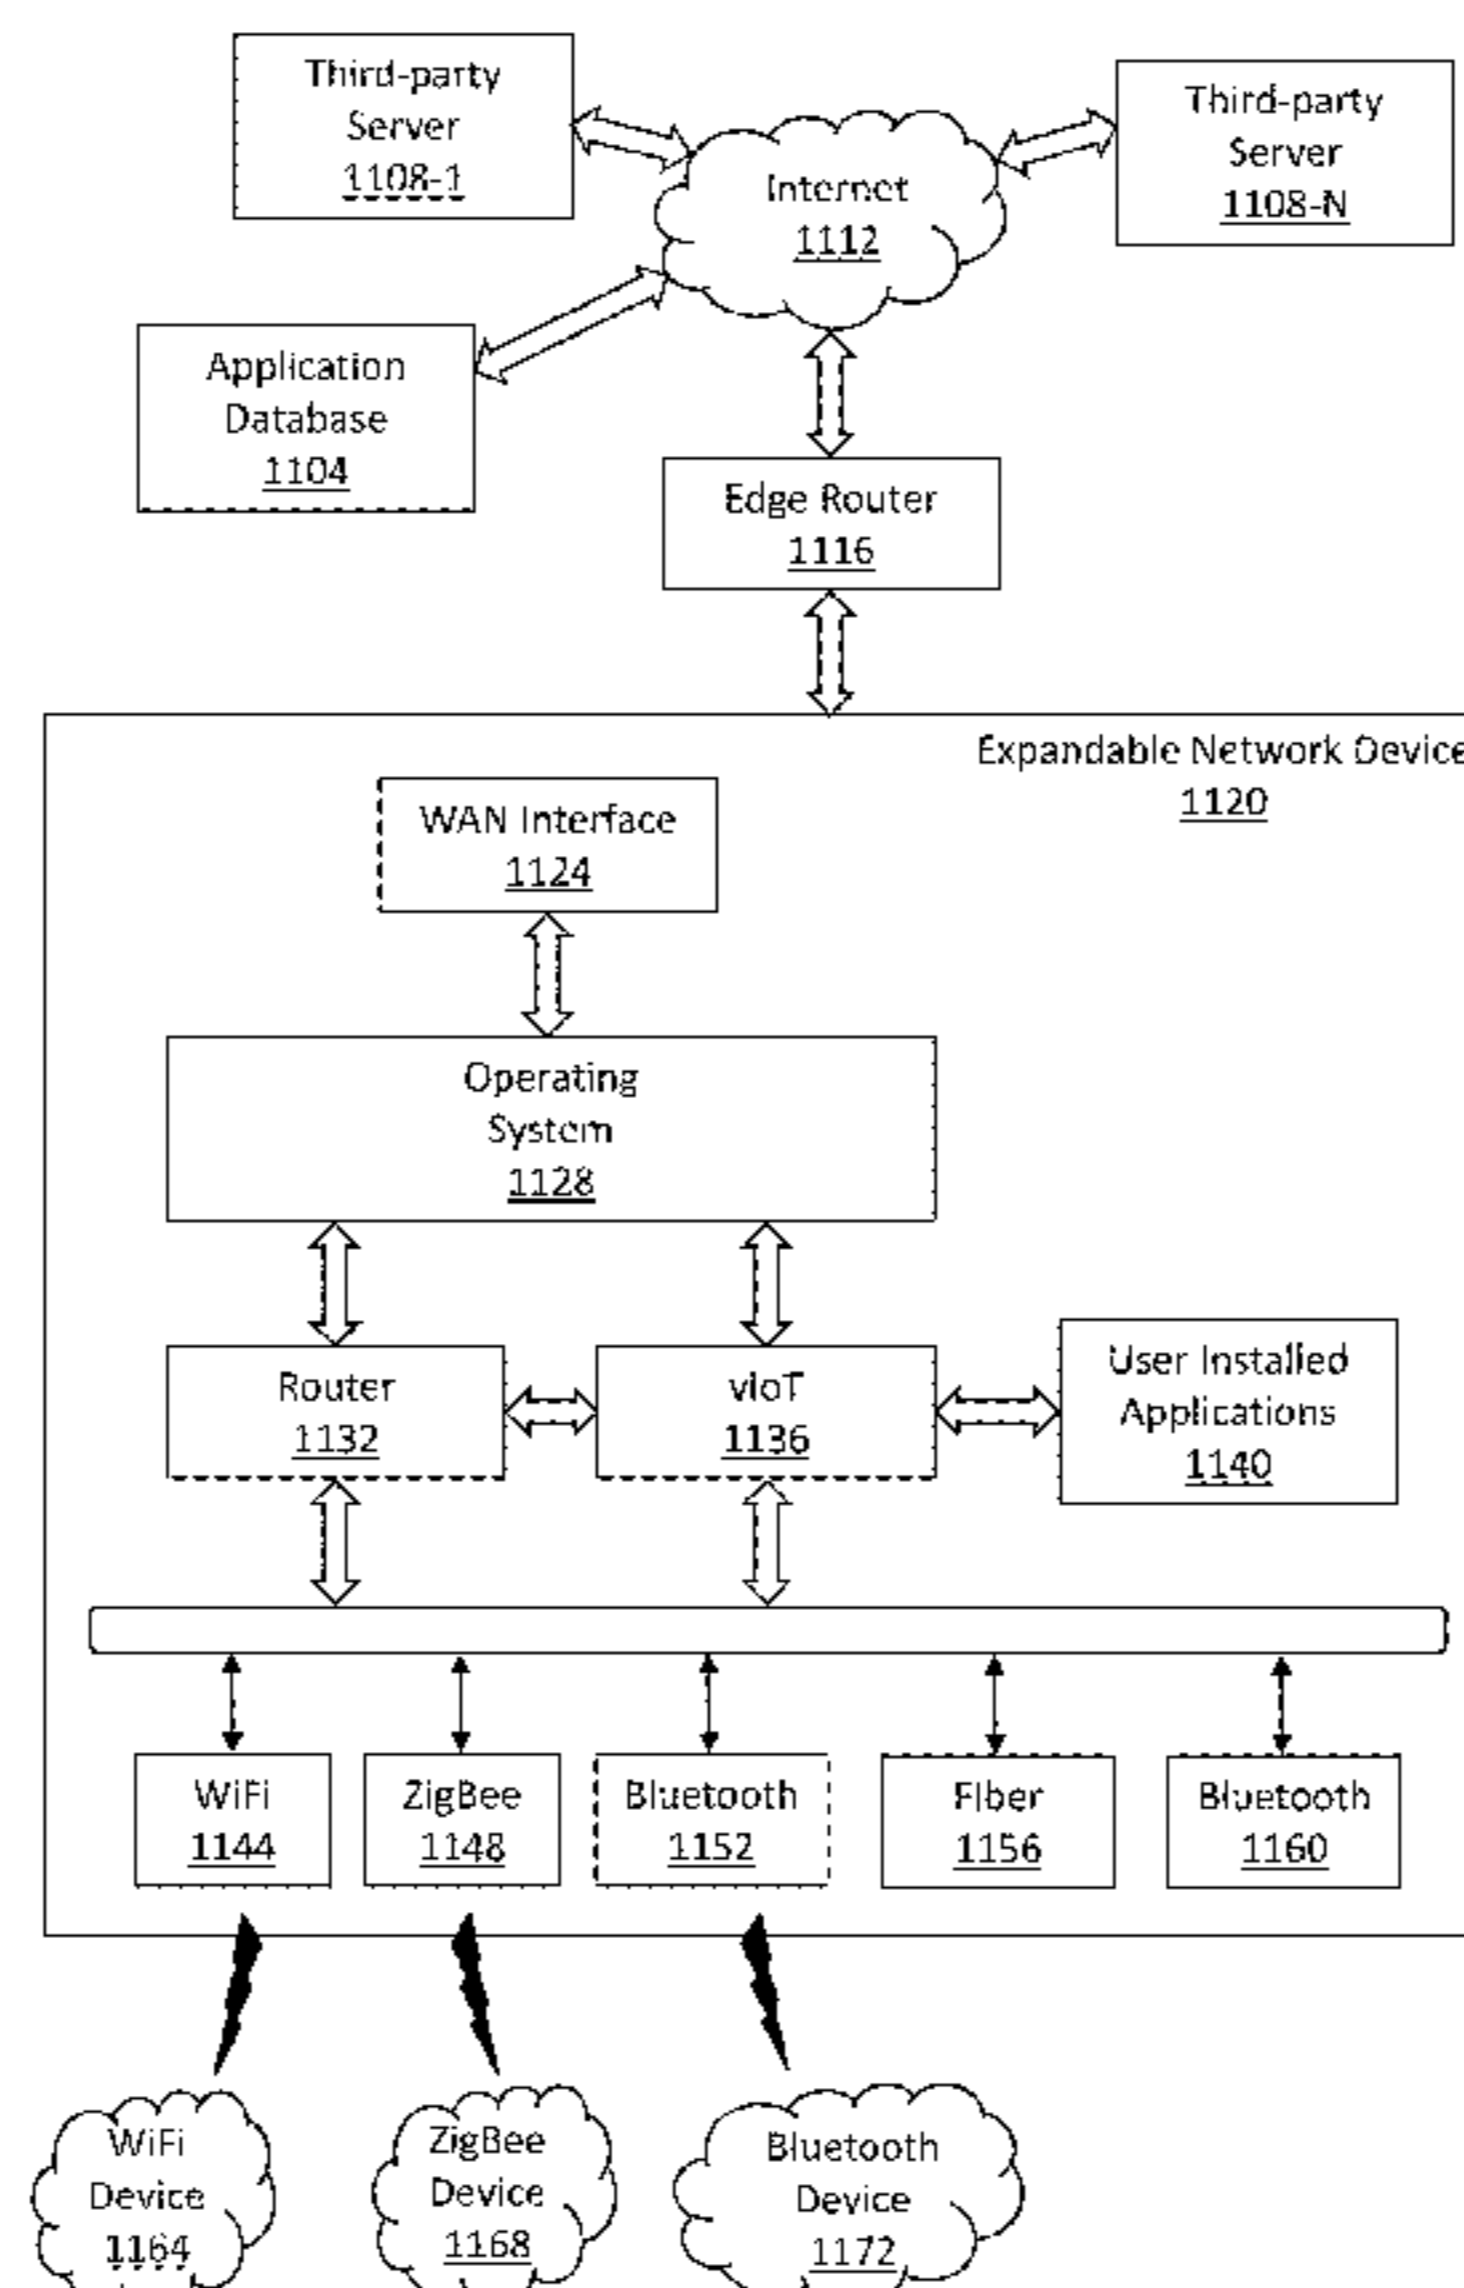 Third-party
Server
1108-1
Third-party
Server
1108-N
Internet
1112
Application
Database
1104
Edge Router
1116
Expandable Network Device
1120
WAN Interface
1124
Operating
System
1128
Router
1132
vIoT
1136
User Installed
Applications
1140
WiFi
1144
ZigBee
1148
Bluetooth
1152
Fiber
1156
Bluetooth
1160
WiFi
Device
1164
ZigBee
Device
1168
Bluetooth
Device
1172